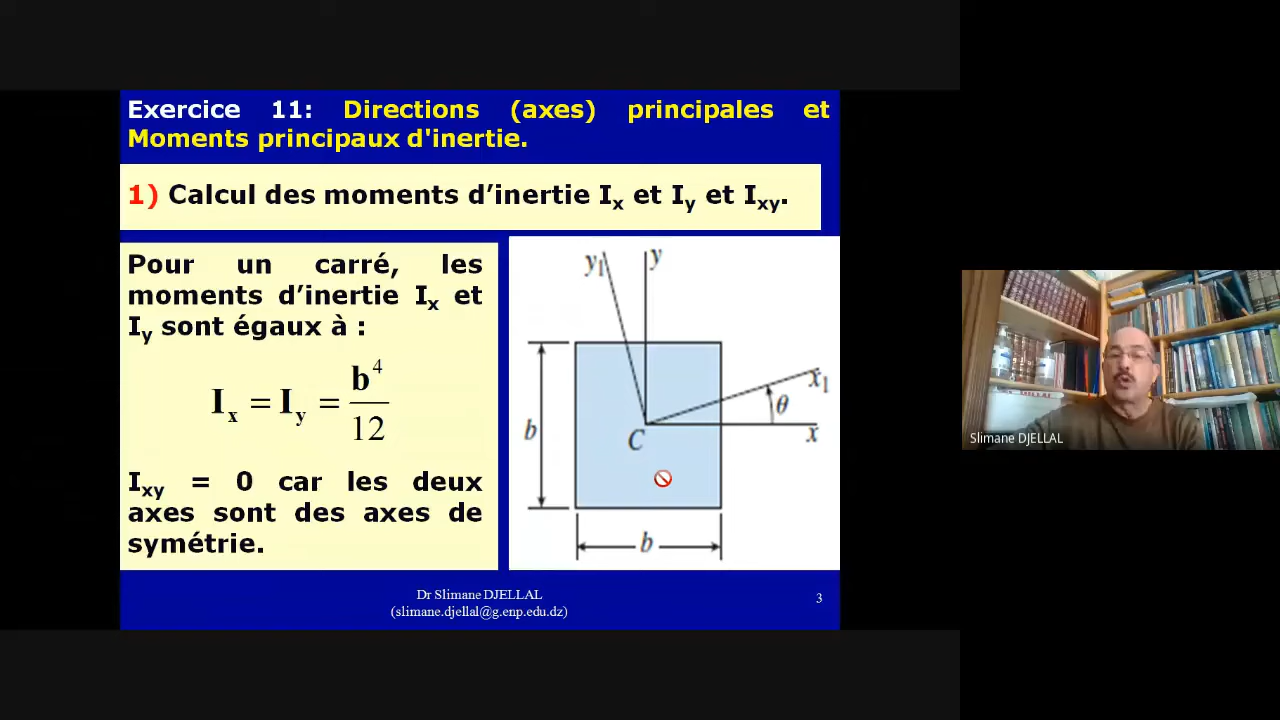 Exercice 11: Directions (axes) principales et
Moments principaux d'inertie.
1) Calcul des moments d’inertie Ix et Iy et Ixy.
Pour un carré, les
moments d’inertie Ix et
Iy sont égaux à :
Ix = Iy = b⁴/12
Ixy = 0 car les deux
axes sont des axes de
symétrie.
y1
y
x1
θ
x
C
b
b
Dr Slimane DJELLAL
(slimane.djellal@g.enp.edu.dz)
3
Slimane DJELLAL